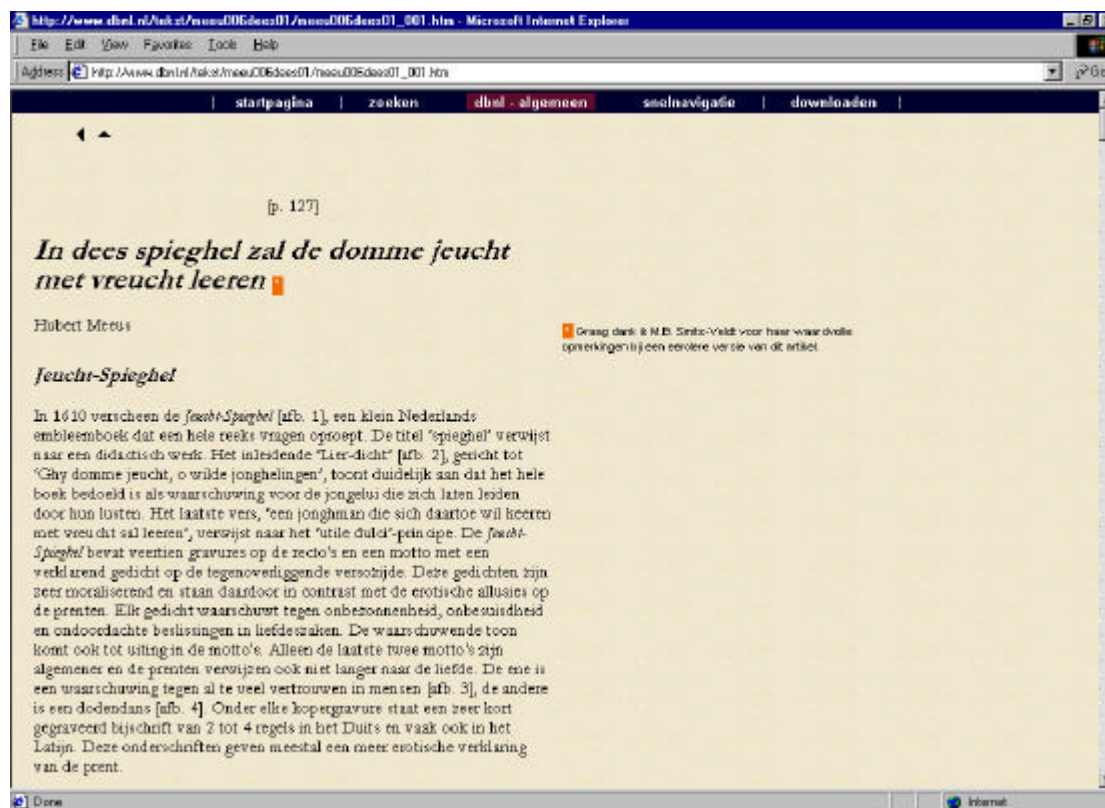 http://www.dbnl.nl/tekst/meeu006dees01/meeu006dees01_001.htm - Microsoft Internet Explorer
File Edit View Favorites Tools Help
Address http://www.dbnl.nl/tekst/meeu006dees01/meeu006dees01_001.htm Go
| startpagina | zoeken dbnl - algemeen snelnavigatie | downloaden |
[p. 127]
In dees spieghel zal de domme jeucht
met vreucht leeren *
Hubert Meeus
* Graag dank ik M.B. Smits-Veldt voor haar waardvolle
opmerkingen bij een eerdere versie van dit artikel.
Jeucht-Spieghel
In 1610 verscheen de Jeucht-Spieghel [afb. 1], een klein Nederlands
embleemboek dat een hele reeks vragen oproept. De titel 'spieghel' verwijst
naar een didactisch werk. Het inleidende 'Lier-dicht' [afb. 2], gericht tot
'Ghy domme jeucht, o wilde jonghelingen', toont duidelijk aan dat het hele
boek bedoeld is als waarschuwing voor de jongelui die zich laten leiden
door hun lusten. Het laatste vers, 'een jonghman die sich daartoe wil keeren
met vreucht sal leeren', verwijst naar het 'utile dulci'-principe. De Jeucht-
Spieghel bevat veertien gravures op de recto's en een motto met een
verklarend gedicht op de tegenoverliggende versozijde. Deze gedichten zijn
zeer moraliserend en staan daardoor in contrast met de erotische allusies op
de prenten. Elk gedicht waarschuwt tegen onbezonnenheid, onbesuisdheid
en ondoordachte beslissingen in liefdeszaken. De waarschuwende toon
komt ook tot uiting in de motto's. Alleen de laatste twee motto's zijn
algemener en de prenten verwijzen ook niet langer naar de liefde. De ene is
een waarschuwing tegen al te veel vertrouwen in mensen [afb. 3], de andere
is een dodendans [afb. 4]. Onder elke kopergravure staat een zeer kort
gegraveerd bijschrift van 2 tot 4 regels in het Duits en vaak ook in het
Latijn. Deze onderschriften geven meestal een meer erotische verklaring
van de prent.
Done Internet